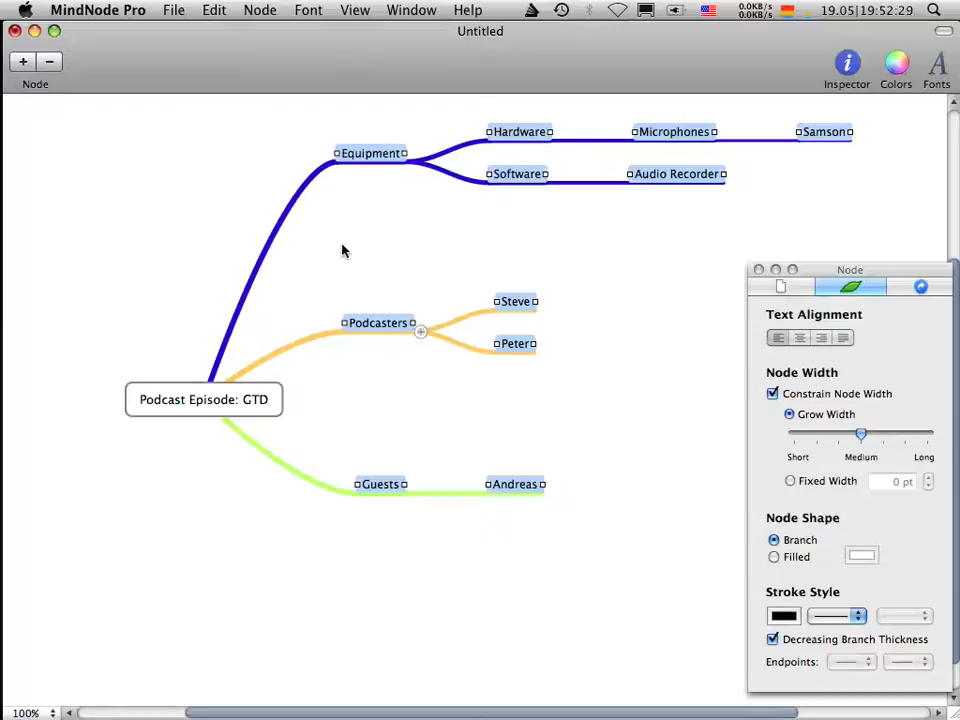 MindNode Pro File Edit Node Font View Window Help 0.0KB/s 0.0KB/s 19.05|19:52:29
Untitled
+ −
Node
i A
Inspector Colors Fonts
Hardware Microphones Samson
Equipment
Software Audio Recorder
Steve
Podcasters
Peter
Podcast Episode: GTD
Guests Andreas
Node
Text Alignment
Node Width
Constrain Node Width
Grow Width
Short Medium Long
Fixed Width 0 pt
Node Shape
Branch
Filled
Stroke Style
Decreasing Branch Thickness
Endpoints:
100%